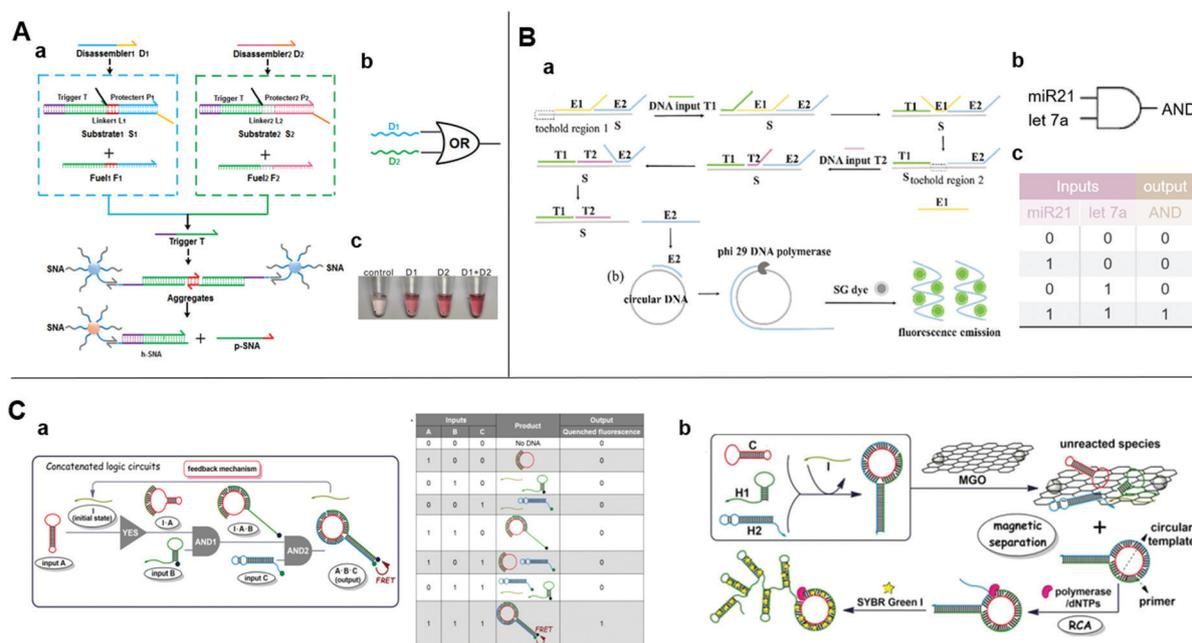 A
a
Disassembler1 D1
Disassembler2 D2
Trigger T
Protecter1 P1
Linker1 L1
Substrate1 S1
+
Fuel1 F1
Trigger T
Protecter2 P2
Linker2 L2
Substrate2 S2
+
Fuel2 F2
Trigger T
SNA
SNA
Aggregates
SNA
h-SNA
+
p-SNA
b
D1
D2
OR
c
control D1 D2 D1+D2
B
a
E1
E2
toehold region 1
S
DNA input T1
E1
E2
S
T1
E1
E2
S
T1
T2
E2
S
DNA input T2
T1
T2
E2
S
T1
E2
S
toehold region 2
E1
T1
T2
S
E2
E2
(b)
circular DNA
phi 29 DNA polymerase
SG dye
fluorescence emission
b
miR21
let 7a
AND
c
Inputs output
miR21 let 7a AND
0 0 0
1 0 0
0 1 0
1 1 1
C
a
Concatenated logic circuits
feedback mechanism
I
(initial state)
I·A
I·A·B
YES
AND1
AND2
input A
input B
input C
A·B·C
(output)
FRET
Inputs Product Output
A B C Quenched fluorescence
0 0 0 No DNA 0
1 0 0 0
0 1 0 0
0 0 1 0
1 1 0 0
1 0 1 0
0 1 1 0
1 1 1 FRET 1
b
C
H1
H2
I
MGO
unreacted species
+
magnetic
separation
circular
template
primer
polymerase
/dNTPs
RCA
SYBR Green I